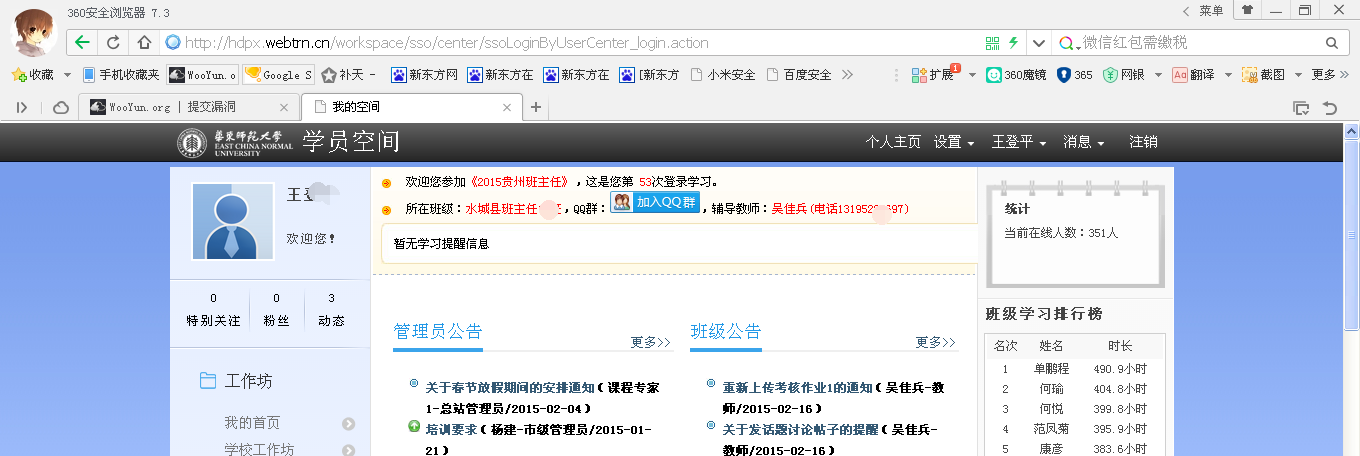 360安全浏览器 7.3
菜单
http://hdpx.webtrn.cn/workspace/sso/center/ssoLoginByUserCenter_login.action
微信红包需缴税
收藏 手机收藏夹 WooYun.o Google S 补天 - 新东方网 新东方在 新东方在 [新东方 小米安全 百度安全 扩展 1 360魔镜 365 网银 Aa 翻译 截图 更多
WooYun.org | 提交漏洞 我的空间
華東师范大学
EAST CHINA NORMAL
UNIVERSITY
学员空间
个人主页 设置 王登平 消息 注销
王登
欢迎您!
0 0 3
特别关注 粉丝 动态
工作坊
我的首页
学校工作坊
欢迎您参加《2015贵州班主任》,这是您第 53次登录学习。
所在班级:水城县班主任 ,QQ群: 加入QQ群 ,辅导教师:吴佳兵(电话13195 697)
暂无学习提醒信息
管理员公告
更多>>
关于春节放假期间的安排通知(课程专家
1-总站管理员/2015-02-04)
培训要求(杨建-市级管理员/2015-01-
21)
班级公告
更多>>
重新上传考核作业1的通知(吴佳兵-教
师/2015-02-16)
关于发话题讨论帖子的提醒(吴佳兵-
教师/2015-02-16)
统计
当前在线人数:351人
班级学习排行榜
名次 姓名 时长
1 单鹏程 490.9小时
2 何瑜 404.8小时
3 何悦 399.8小时
4 范凤菊 395.9小时
5 康彦 383.6小时